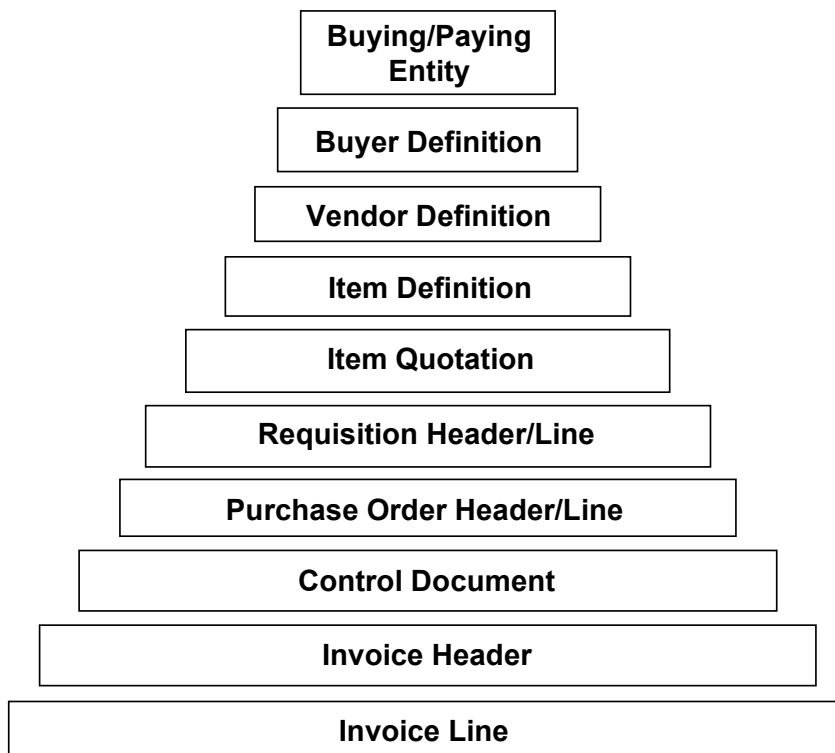 Buying/Paying
Entity
Buyer Definition
Vendor Definition
Item Definition
Item Quotation
Requisition Header/Line
Purchase Order Header/Line
Control Document
Invoice Header
Invoice Line